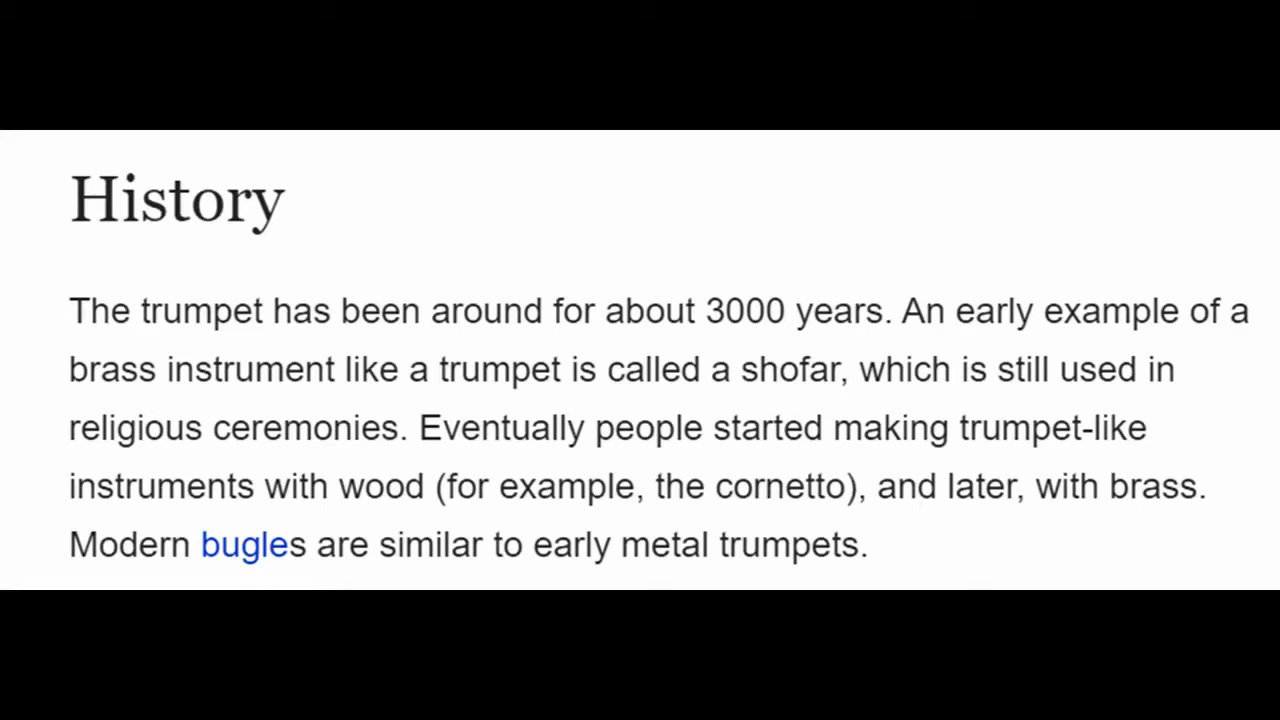 History
The trumpet has been around for about 3000 years. An early example of a
brass instrument like a trumpet is called a shofar, which is still used in
religious ceremonies. Eventually people started making trumpet-like
instruments with wood (for example, the cornetto), and later, with brass.
Modern bugles are similar to early metal trumpets.